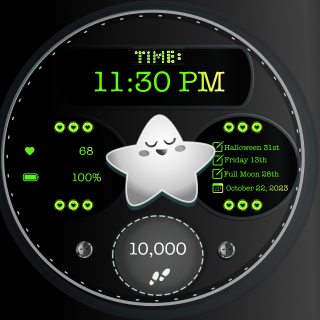 TIME:
11:30 PM
68
100%
Halloween 31st
Friday 13th
Full Moon 28th
October 22, 2023
10,000